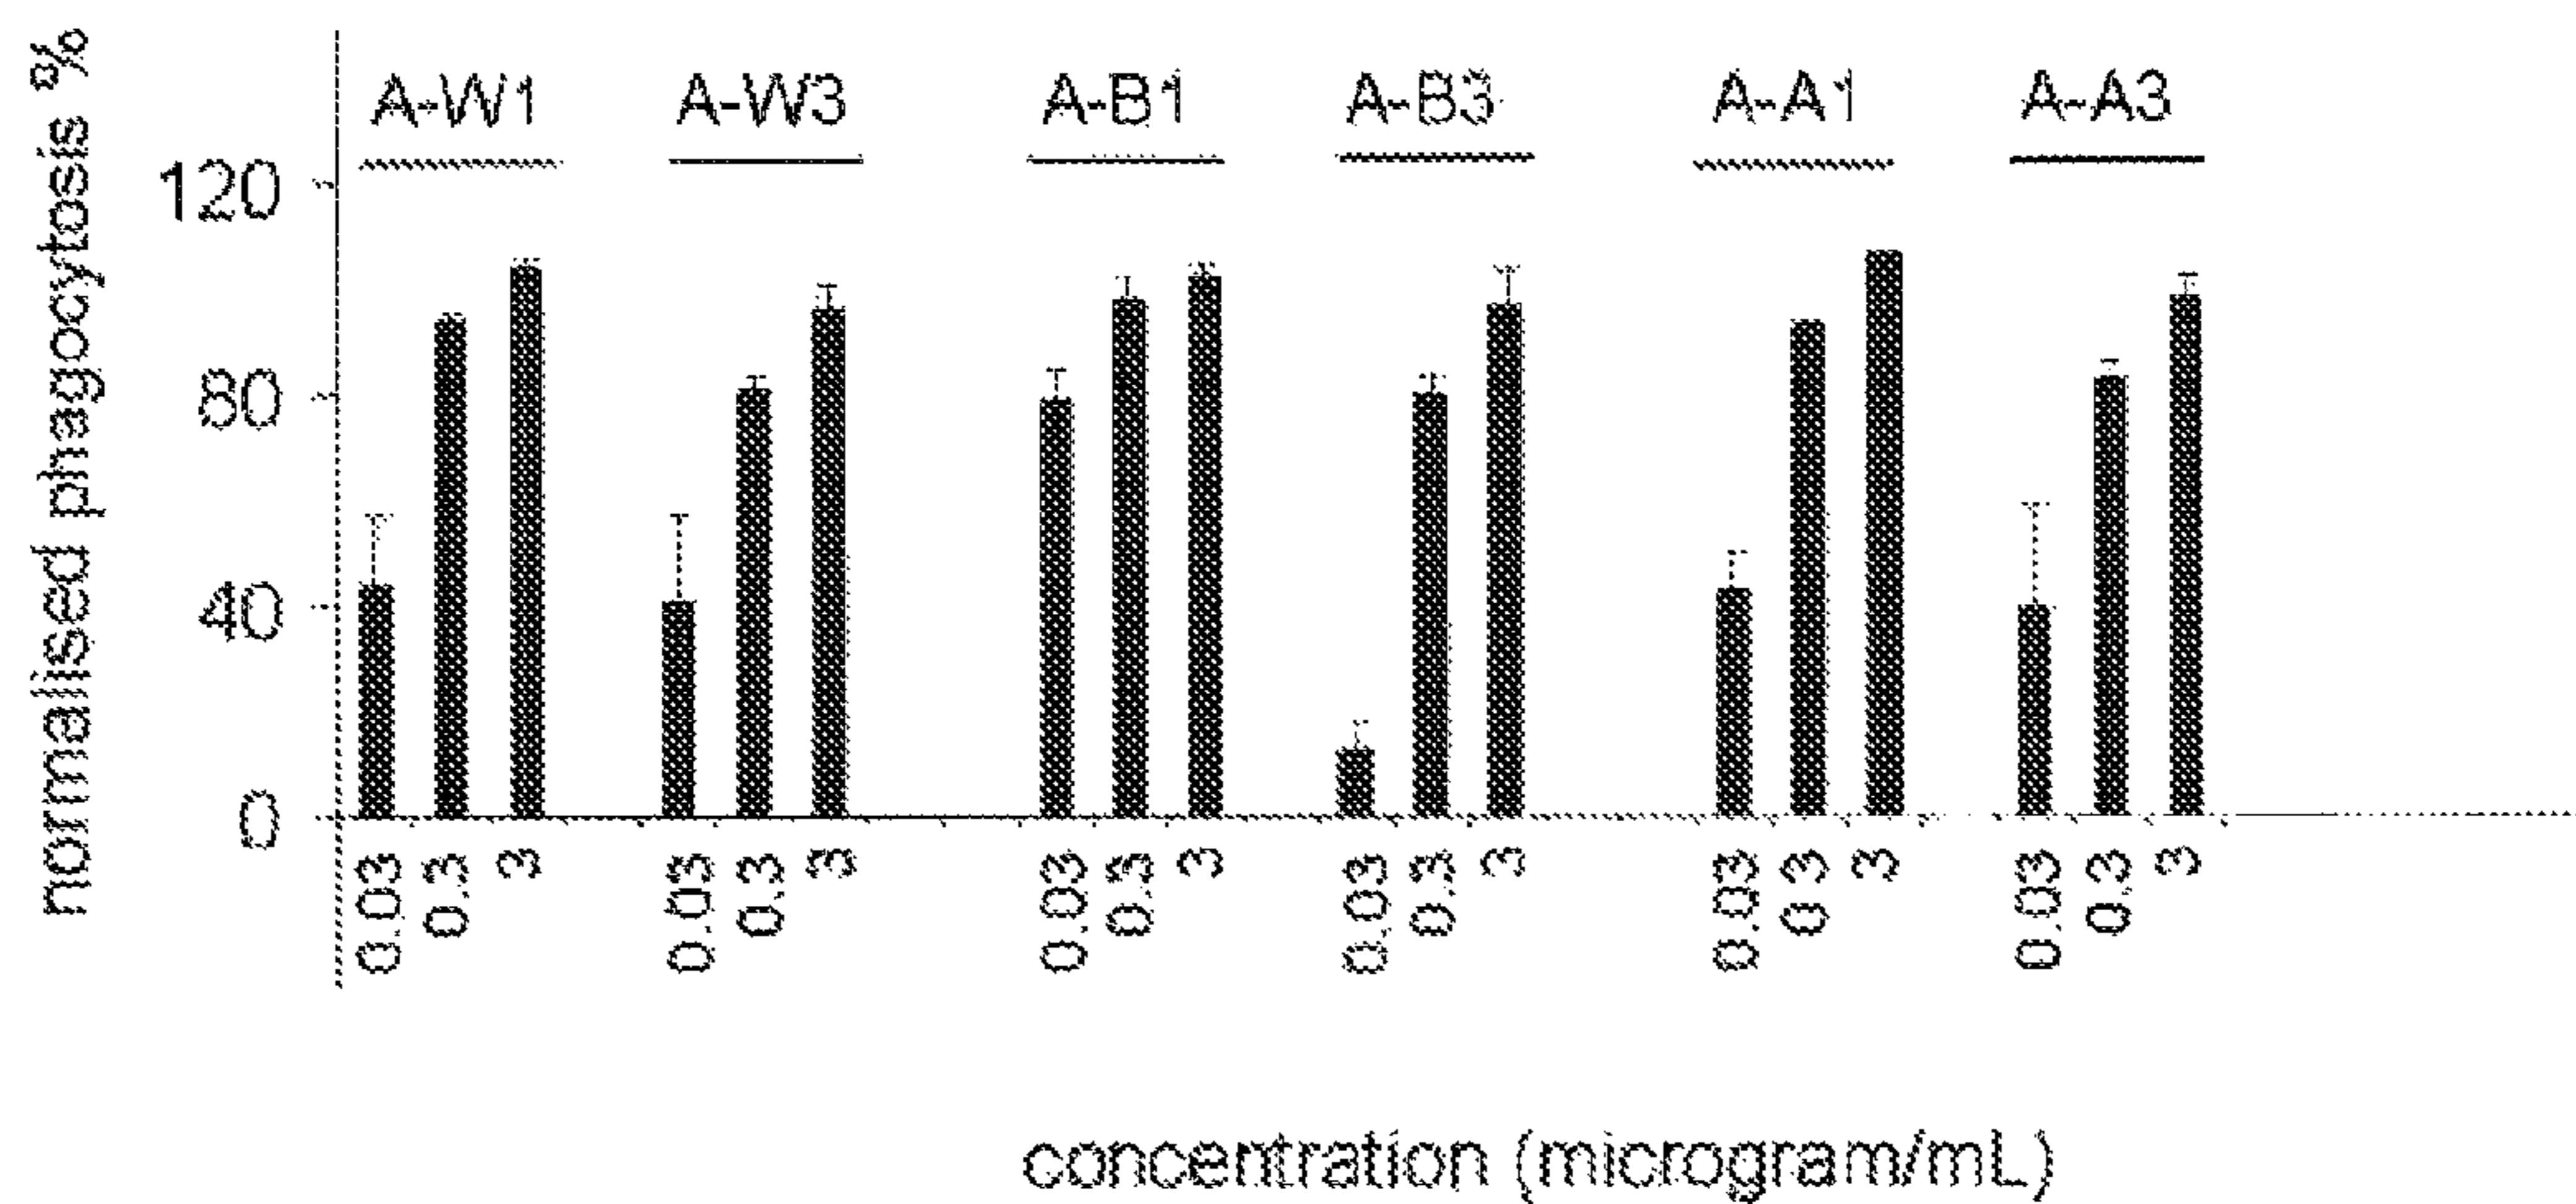 normalised phagocytosis %
A-W1 A-W3 A-B1 A-B3 A-A1 A-A3
120
80
40
0
0.03 0.3 3 0.03 0.3 3 0.03 0.3 3 0.03 0.3 3 0.03 0.3 3 0.03 0.3 3
concentration (microgram/mL)